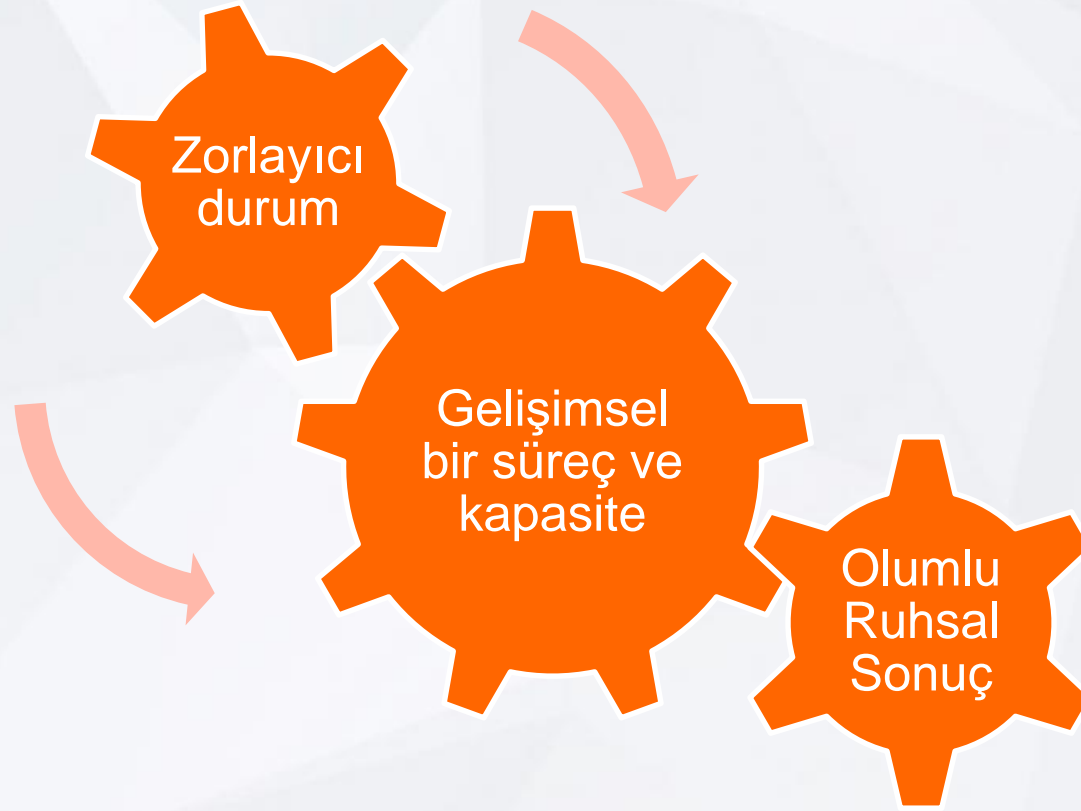 Zorlayıcı
durum
Gelişimsel
bir süreç ve
kapasite
Olumlu
Ruhsal
Sonuç